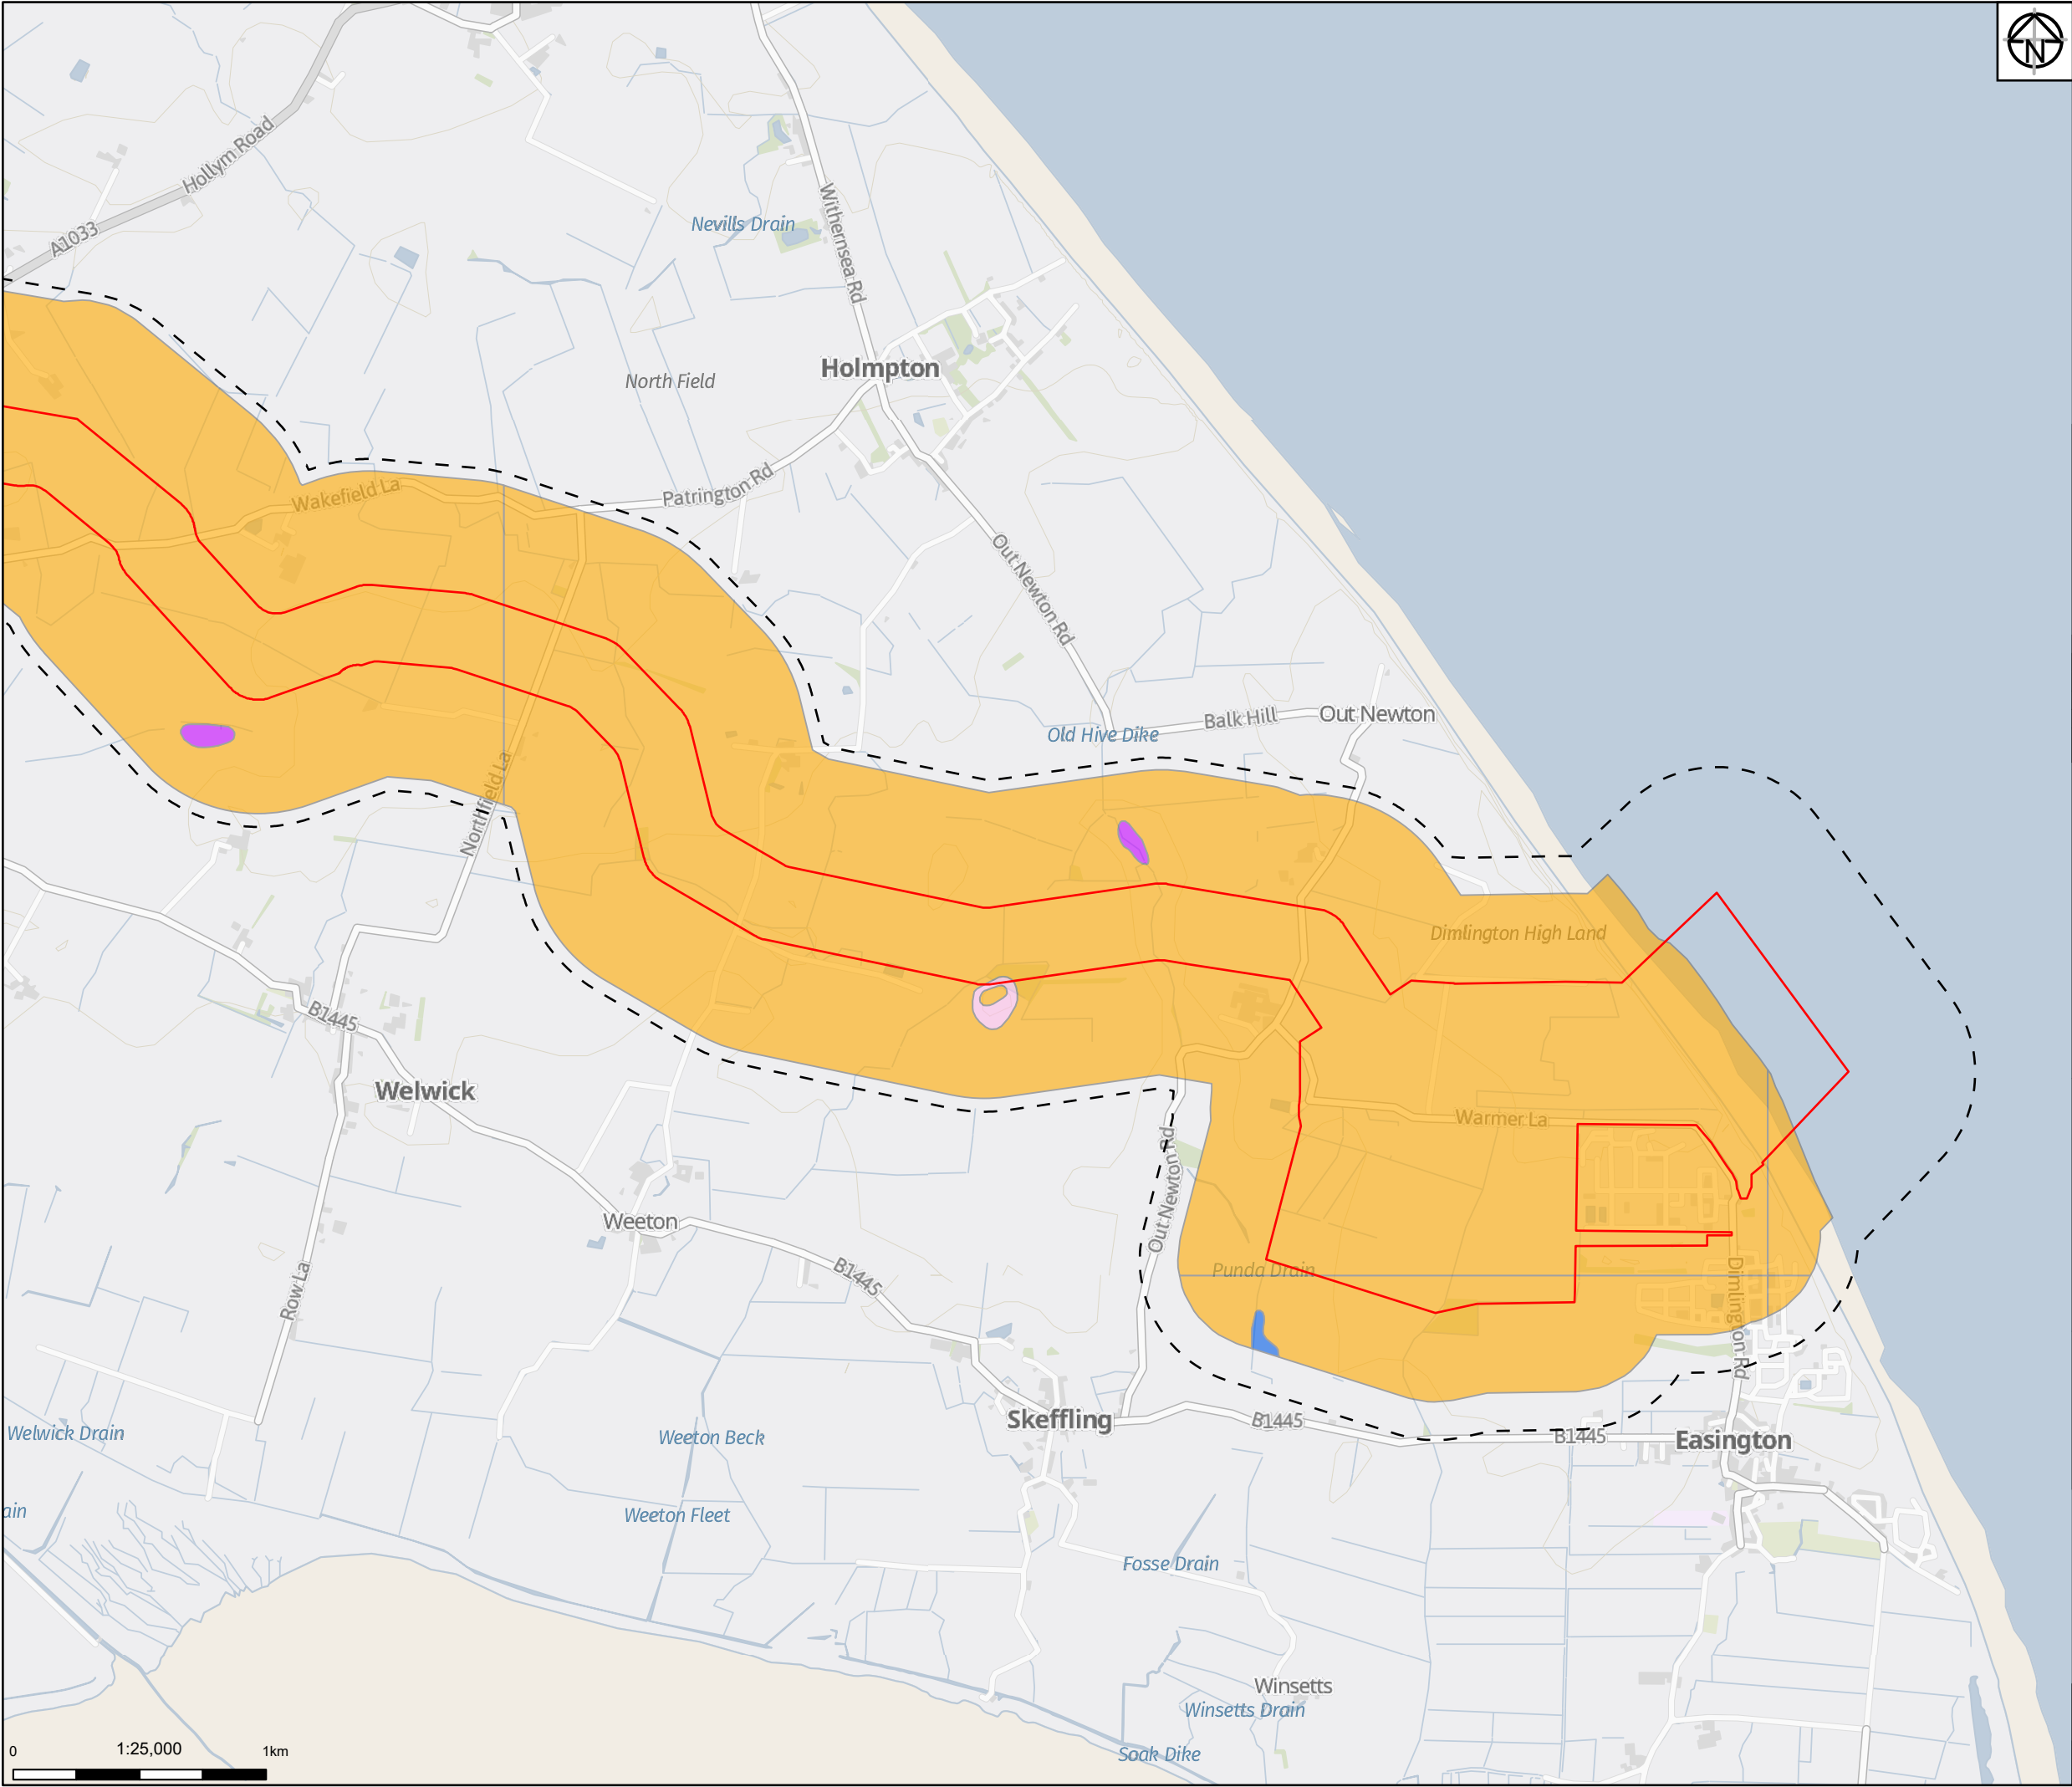 N
Hollym Road
A1033
Nevills Drain
Withernsea Rd
Holmpton
North Field
Wakefield La
Patrington Rd
Out Newton Rd
Old Hive Dike
Balk Hill
Out Newton
Northfield La
Dimlington High Land
B1445
Welwick
Warmer La
Out Newton Rd
Weeton
Punda Drain
B1445
Row La
Dimlington Rd
Skeffling
B1445
B1445
Easington
Welwick Drain
Weeton Beck
ain
Weeton Fleet
Fosse Drain
Winsetts
Winsetts Drain
Soak Dike
0 1:25,000 1km